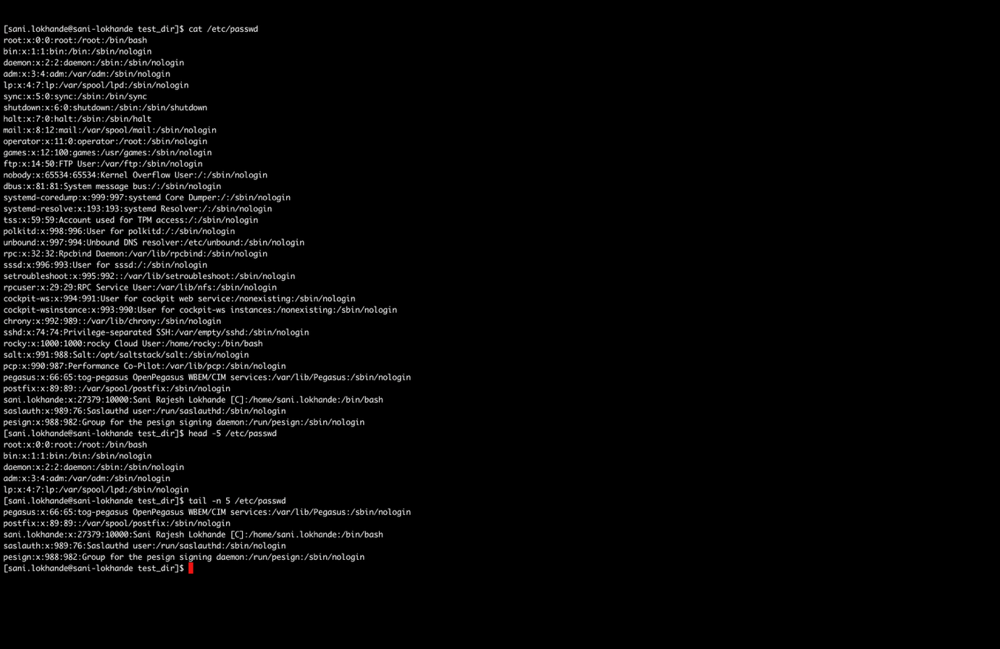 [sani.lokhande@sani-lokhande test_dir]$ cat /etc/passwd
root:x:0:0:root:/root:/bin/bash
bin:x:1:1:bin:/bin:/sbin/nologin
daemon:x:2:2:daemon:/sbin:/sbin/nologin
adm:x:3:4:adm:/var/adm:/sbin/nologin
lp:x:4:7:lp:/var/spool/lpd:/sbin/nologin
sync:x:5:0:sync:/sbin:/bin/sync
shutdown:x:6:0:shutdown:/sbin:/sbin/shutdown
halt:x:7:0:halt:/sbin:/sbin/halt
mail:x:8:12:mail:/var/spool/mail:/sbin/nologin
operator:x:11:0:operator:/root:/sbin/nologin
games:x:12:100:games:/usr/games:/sbin/nologin
ftp:x:14:50:FTP User:/var/ftp:/sbin/nologin
nobody:x:65534:65534:Kernel Overflow User:/:/sbin/nologin
dbus:x:81:81:System message bus:/:/sbin/nologin
systemd-coredump:x:999:997:systemd Core Dumper:/:/sbin/nologin
systemd-resolve:x:193:193:systemd Resolver:/:/sbin/nologin
tss:x:59:59:Account used for TPM access:/:/sbin/nologin
polkitd:x:998:996:User for polkitd:/:/sbin/nologin
unbound:x:997:994:Unbound DNS resolver:/etc/unbound:/sbin/nologin
rpc:x:32:32:Rpcbind Daemon:/var/lib/rpcbind:/sbin/nologin
sssd:x:996:993:User for sssd:/:/sbin/nologin
setroubleshoot:x:995:992::/var/lib/setroubleshoot:/sbin/nologin
rpcuser:x:29:29:RPC Service User:/var/lib/nfs:/sbin/nologin
cockpit-ws:x:994:991:User for cockpit web service:/nonexisting:/sbin/nologin
cockpit-wsinstance:x:993:990:User for cockpit-ws instances:/nonexisting:/sbin/nologin
chrony:x:992:989::/var/lib/chrony:/sbin/nologin
sshd:x:74:74:Privilege-separated SSH:/var/empty/sshd:/sbin/nologin
rocky:x:1000:1000:rocky Cloud User:/home/rocky:/bin/bash
salt:x:991:988:Salt:/opt/saltstack/salt:/sbin/nologin
pcp:x:990:987:Performance Co-Pilot:/var/lib/pcp:/sbin/nologin
pegasus:x:66:65:tog-pegasus OpenPegasus WBEM/CIM services:/var/lib/Pegasus:/sbin/nologin
postfix:x:89:89::/var/spool/postfix:/sbin/nologin
sani.lokhande:x:27379:10000:Sani Rajesh Lokhande [C]:/home/sani.lokhande:/bin/bash
saslauth:x:989:76:Saslauthd user:/run/saslauthd:/sbin/nologin
pesign:x:988:982:Group for the pesign signing daemon:/run/pesign:/sbin/nologin
[sani.lokhande@sani-lokhande test_dir]$ head -5 /etc/passwd
root:x:0:0:root:/root:/bin/bash
bin:x:1:1:bin:/bin:/sbin/nologin
daemon:x:2:2:daemon:/sbin:/sbin/nologin
adm:x:3:4:adm:/var/adm:/sbin/nologin
lp:x:4:7:lp:/var/spool/lpd:/sbin/nologin
[sani.lokhande@sani-lokhande test_dir]$ tail -n 5 /etc/passwd
pegasus:x:66:65:tog-pegasus OpenPegasus WBEM/CIM services:/var/lib/Pegasus:/sbin/nologin
postfix:x:89:89::/var/spool/postfix:/sbin/nologin
sani.lokhande:x:27379:10000:Sani Rajesh Lokhande [C]:/home/sani.lokhande:/bin/bash
saslauth:x:989:76:Saslauthd user:/run/saslauthd:/sbin/nologin
pesign:x:988:982:Group for the pesign signing daemon:/run/pesign:/sbin/nologin
[sani.lokhande@sani-lokhande test_dir]$